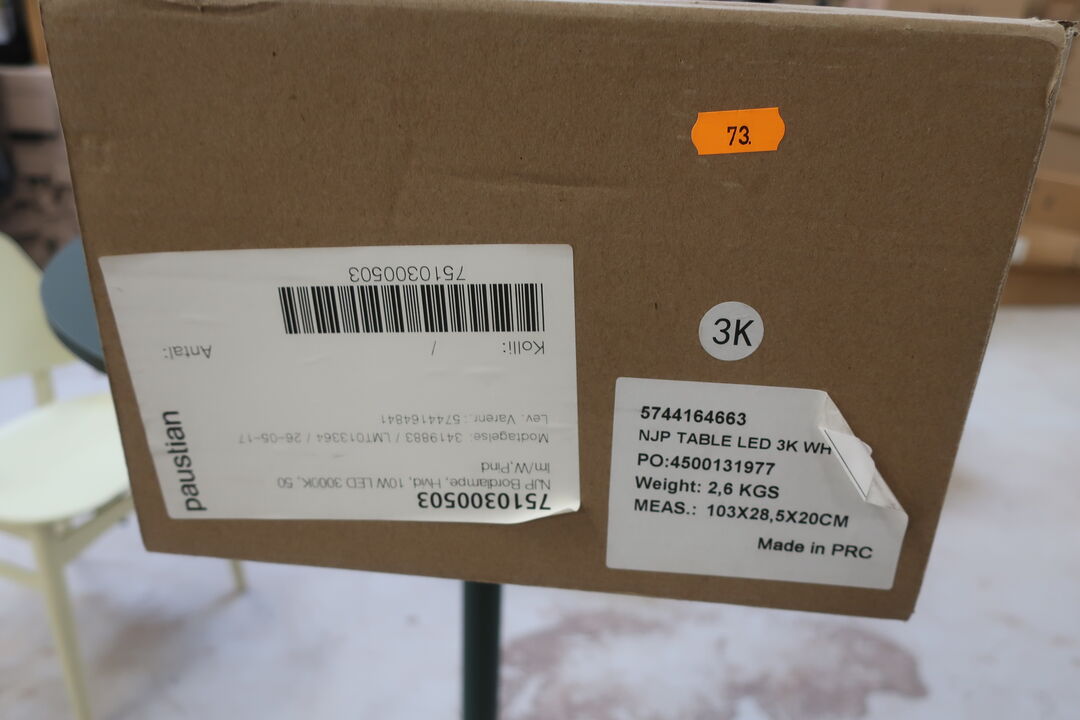 73.
3K
7510300503
NJP Bordlampe, Hvid, 10W LED 3000K, 50
lm/W,Pind
Modtagelse: 3419883 / LMT013364 / 26-05-17
Lev. Varenr.: 5744164841
Kolli: /
Antal:
7510300503
paustian
5744164663
NJP TABLE LED 3K WH
PO:4500131977
Weight: 2,6 KGS
MEAS.: 103X28,5X20CM
Made in PRC